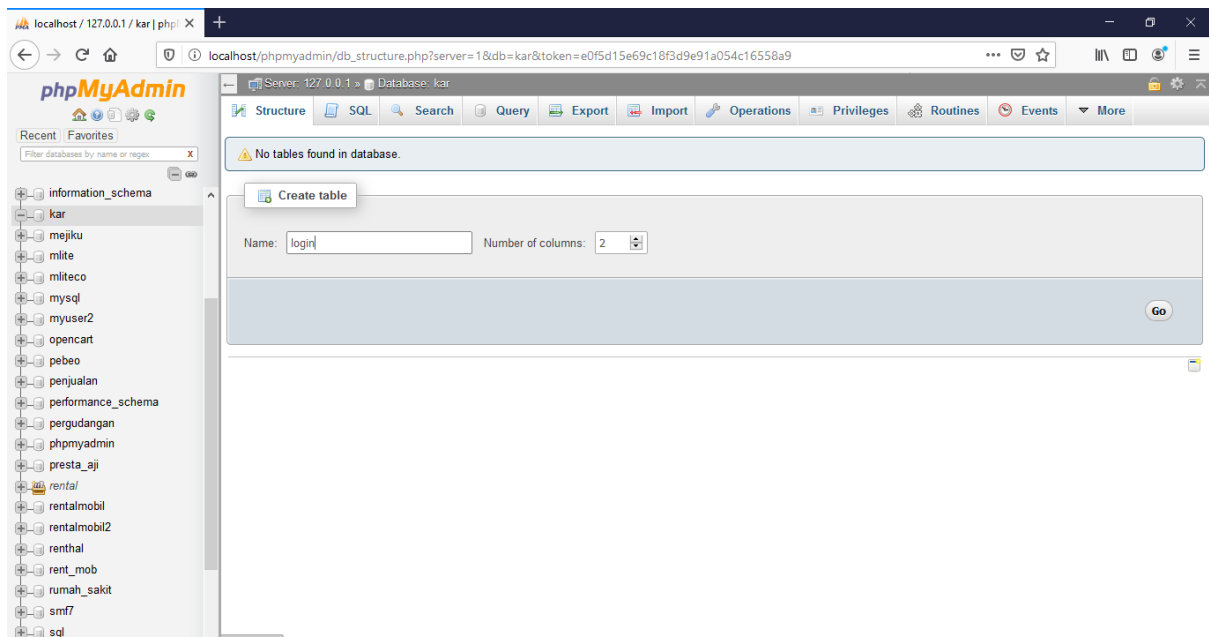 localhost / 127.0.0.1 / kar | php
localhost/phpmyadmin/db_structure.php?server=1&db=kar&token=e0f5d15e69c18f3d9e91a054c16558a9
phpMyAdmin
Recent Favorites
Filter databases by name or regex X
information_schema
kar
mejiku
mlite
mliteco
mysql
myuser2
opencart
pebeo
penjualan
performance_schema
pergudangan
phpmyadmin
presta_aji
rental
rentalmobil
rentalmobil2
renthal
rent_mob
rumah_sakit
smf7
sql
Server: 127.0.0.1 » Database: kar
Structure SQL Search Query Export Import Operations Privileges Routines Events More
No tables found in database.
Create table
Name: login Number of columns: 2
Go